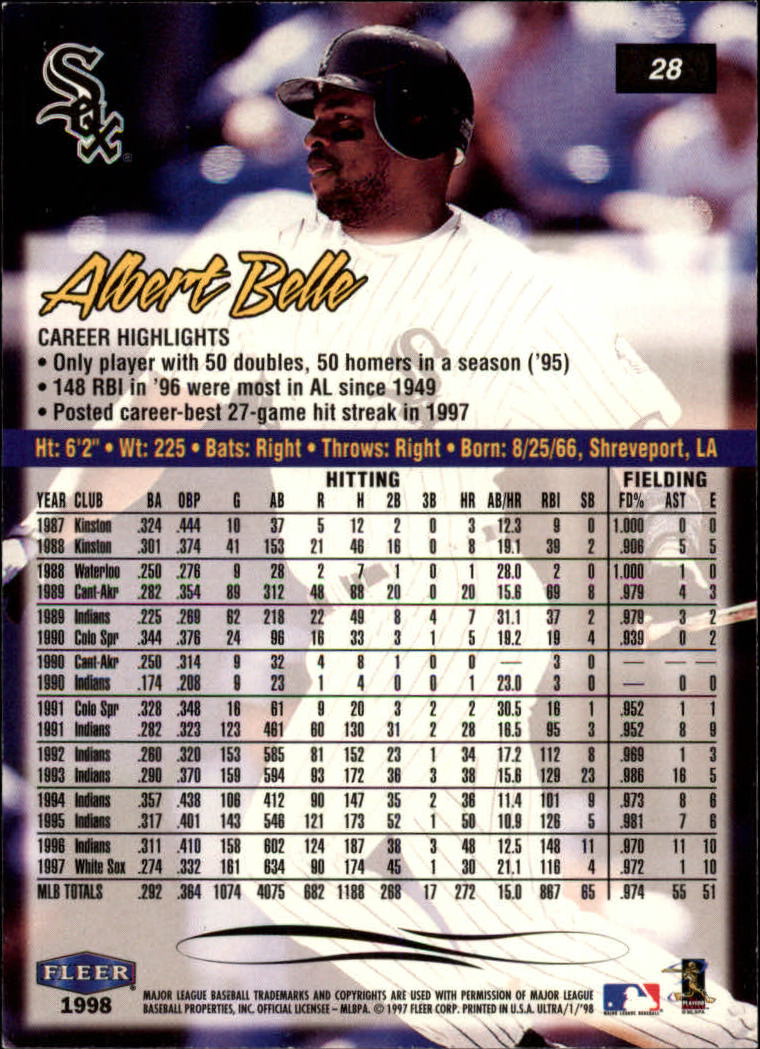 Sox
28
Albert Belle
CAREER HIGHLIGHTS
• Only player with 50 doubles, 50 homers in a season ('95)
• 148 RBI in '96 were most in AL since 1949
• Posted career-best 27-game hit streak in 1997
Ht: 6'2" • Wt: 225 • Bats: Right • Throws: Right • Born: 8/25/66, Shreveport, LA
HITTING FIELDING
YEAR CLUB BA OBP G AB R H 2B 3B HR AB/HR RBI SB FD% AST E
1987 Kinston .324 .444 10 37 5 12 2 0 3 12.3 9 0 1.000 0 0
1988 Kinston .301 .374 41 153 21 46 16 0 8 19.1 39 2 .906 5 5
1988 Waterloo .250 .276 9 28 2 7 1 0 1 28.0 2 0 1.000 1 0
1989 Cant-Akr .282 .354 89 312 48 88 20 0 20 15.6 69 8 .979 4 3
1989 Indians .225 .269 62 218 22 49 8 4 7 31.1 37 2 .979 3 2
1990 Colo Spr .344 .376 24 96 16 33 3 1 5 19.2 19 4 .939 0 2
1990 Cant-Akr .250 .314 9 32 4 8 1 0 0 — 3 0 — — —
1990 Indians .174 .208 9 23 1 4 0 0 1 23.0 3 0 — 0 0
1991 Colo Spr .328 .348 16 61 9 20 3 2 2 30.5 16 1 .952 1 1
1991 Indians .282 .323 123 461 60 130 31 2 28 16.5 95 3 .952 8 9
1992 Indians .260 .320 153 585 81 152 23 1 34 17.2 112 8 .969 1 3
1993 Indians .290 .370 159 594 93 172 36 3 38 15.6 129 23 .986 16 5
1994 Indians .357 .438 106 412 90 147 35 2 36 11.4 101 9 .973 8 6
1995 Indians .317 .401 143 546 121 173 52 1 50 10.9 126 5 .981 7 6
1996 Indians .311 .410 158 602 124 187 38 3 48 12.5 148 11 .970 11 10
1997 White Sox .274 .332 161 634 90 174 45 1 30 21.1 116 4 .972 1 10
MLB TOTALS .292 .364 1074 4075 682 1188 268 17 272 15.0 867 65 .974 55 51
FLEER
1998
MAJOR LEAGUE BASEBALL TRADEMARKS AND COPYRIGHTS ARE USED WITH PERMISSION OF MAJOR LEAGUE
BASEBALL PROPERTIES, INC. OFFICIAL LICENSEE - MLBPA. © 1997 FLEER CORP. PRINTED IN U.S.A. ULTRA/1/'98
MAJOR LEAGUE BASEBALL
PLAYERS
© MLBPA